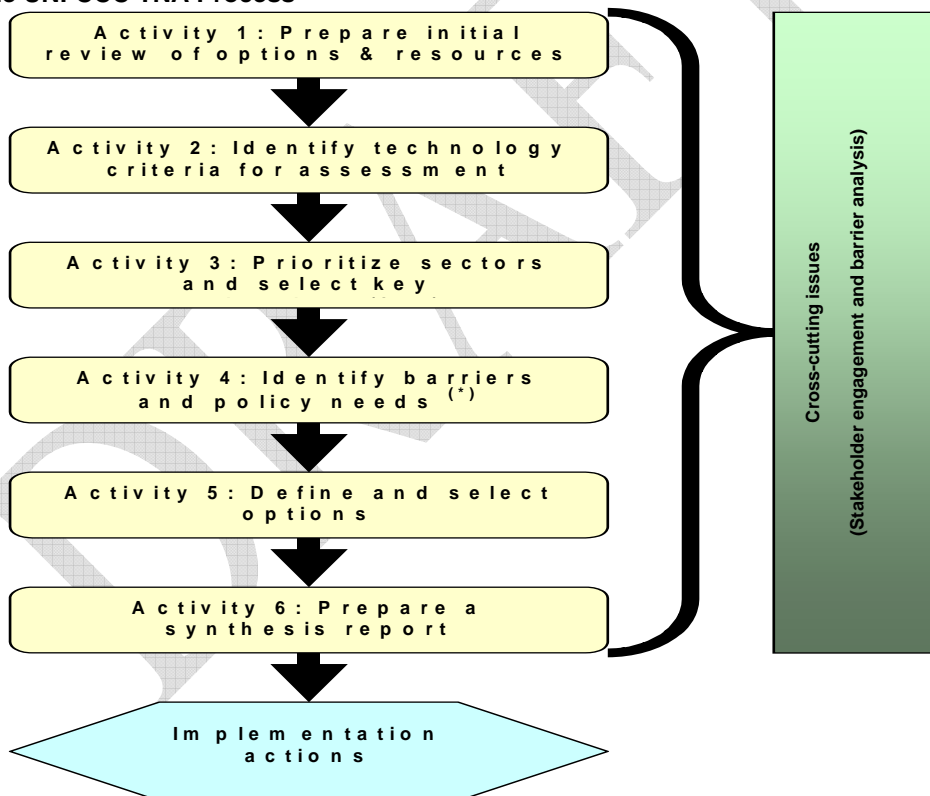 Activity 1: Prepare initial
review of options & resources
Activity 2: Identify technology
criteria for assessment
Activity 3: Prioritize sectors
and select key
Activity 4: Identify barriers
and policy needs (*)
Activity 5: Define and select
options
Activity 6: Prepare a
synthesis report
Implementation
actions
Cross-cutting issues
(Stakeholder engagement and barrier analysis)
DRAFT